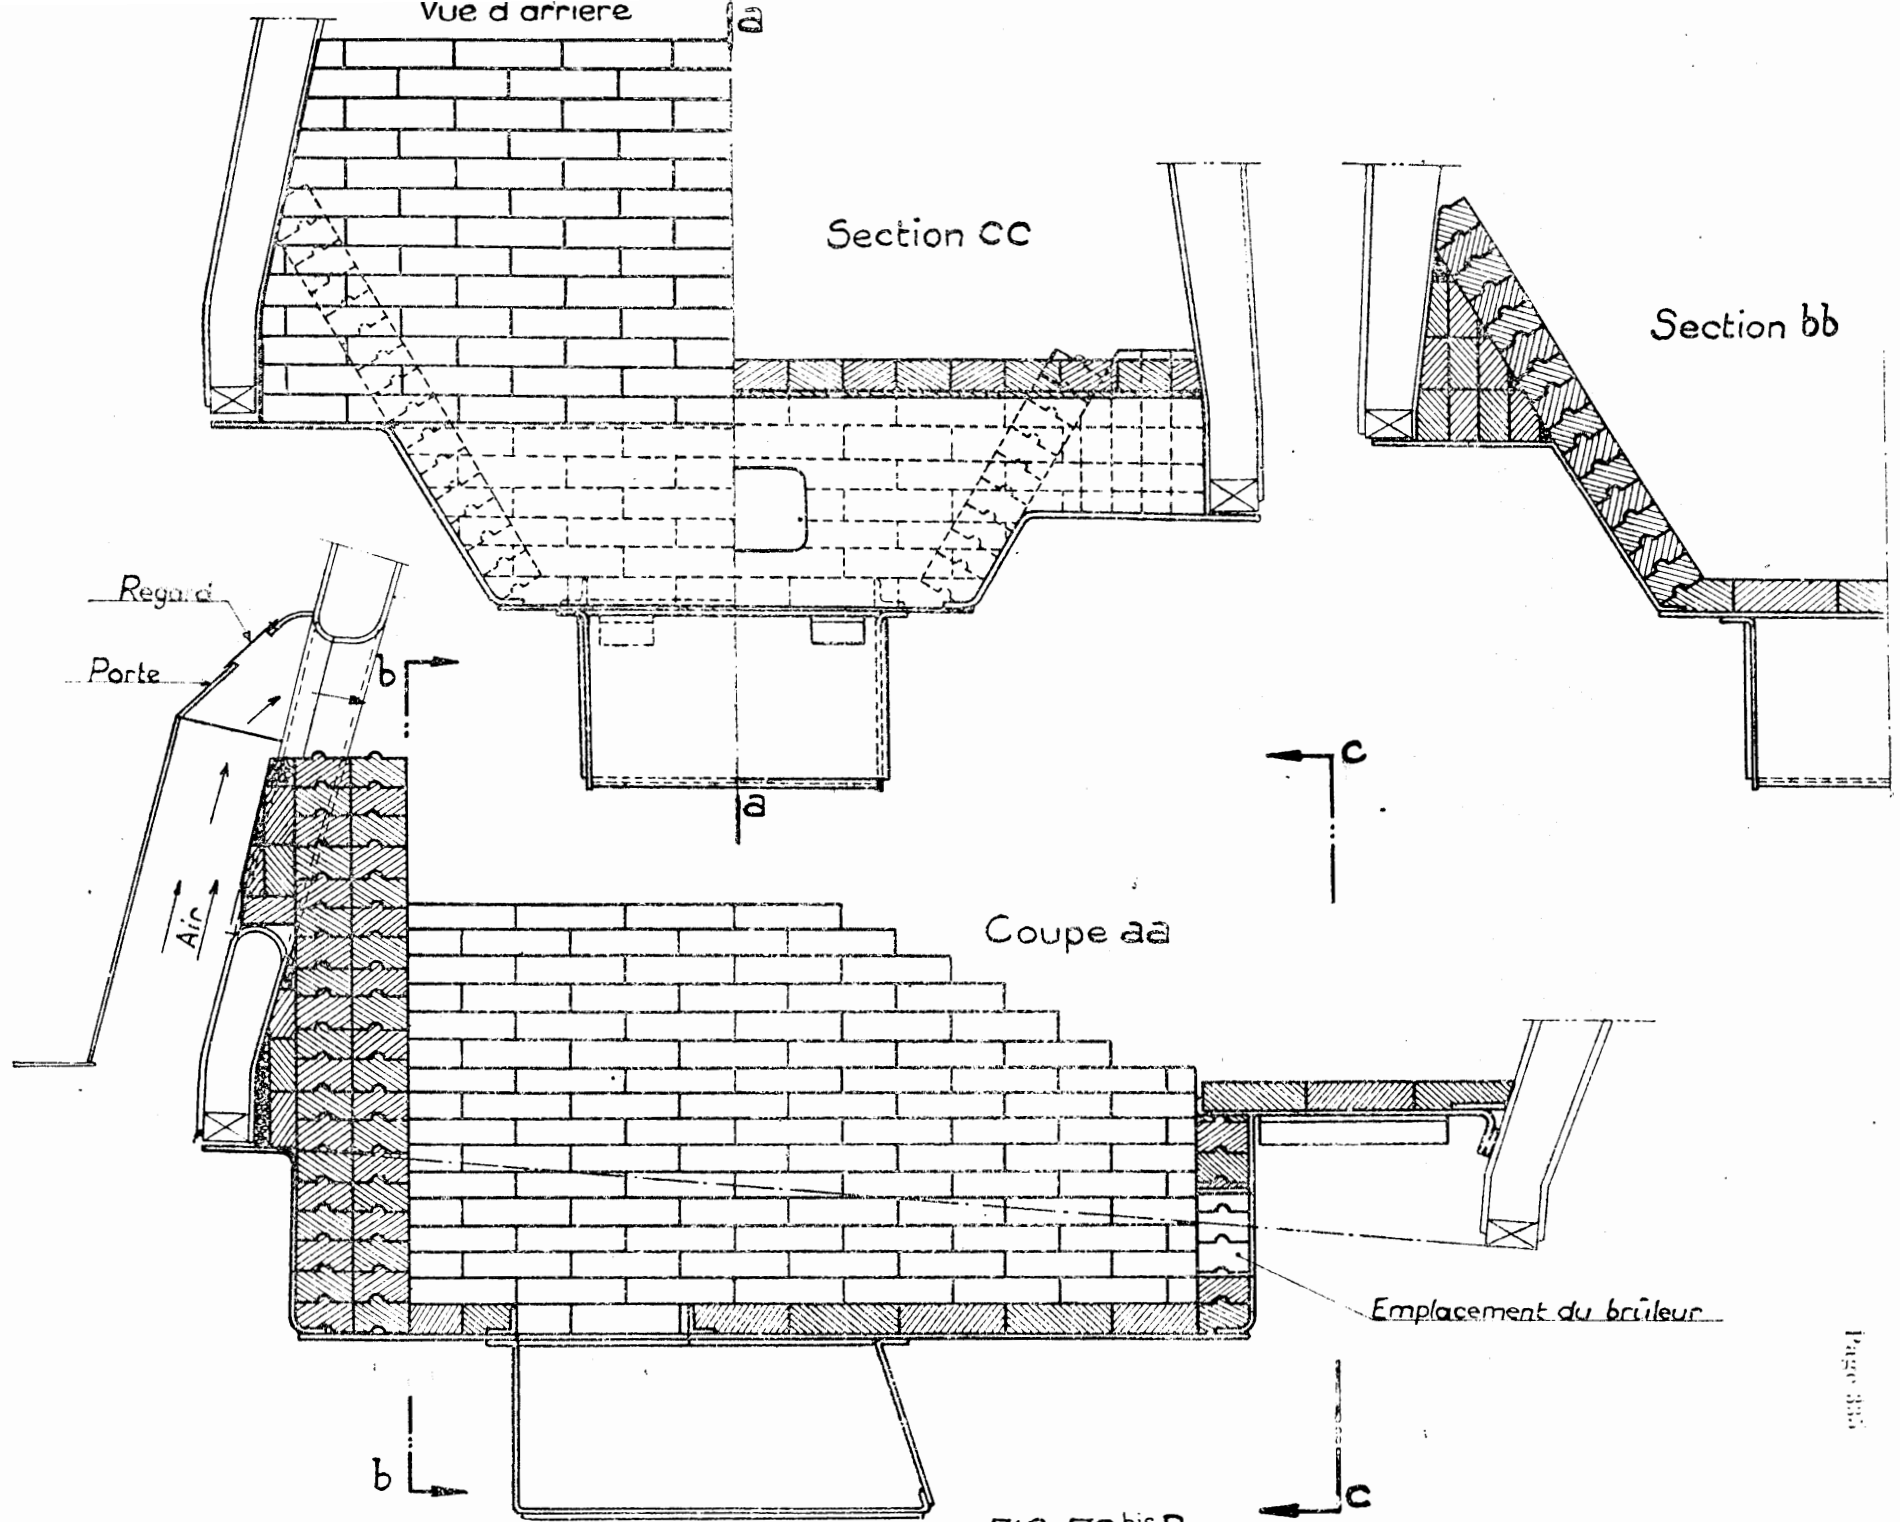 Vue d'arrière
a
Section CC
Section bb
Regard
Porte
b
c
a
Air
Coupe aa
Emplacement du brûleur
b
c